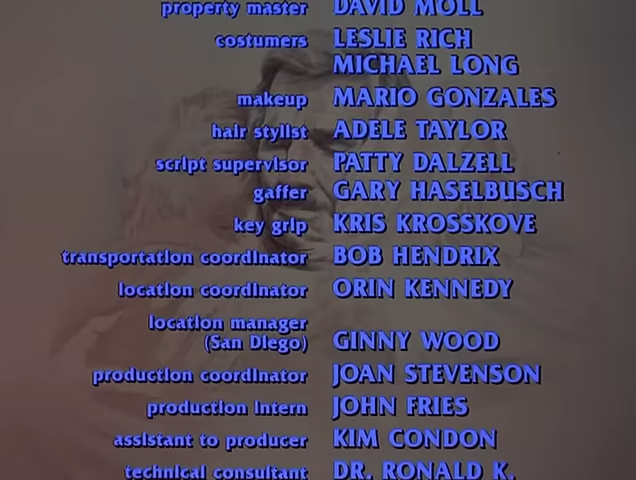 property master DAVID MOLL
costumers LESLIE RICH
MICHAEL LONG
makeup MARIO GONZALES
hair stylist ADELE TAYLOR
script supervisor PATTY DALZELL
gaffer GARY HASELBUSCH
key grip KRIS KROSSKOVE
transportation coordinator BOB HENDRIX
location coordinator ORIN KENNEDY
location manager
(San Diego) GINNY WOOD
production coordinator JOAN STEVENSON
production intern JOHN FRIES
assistant to producer KIM CONDON
technical consultant DR. RONALD K.